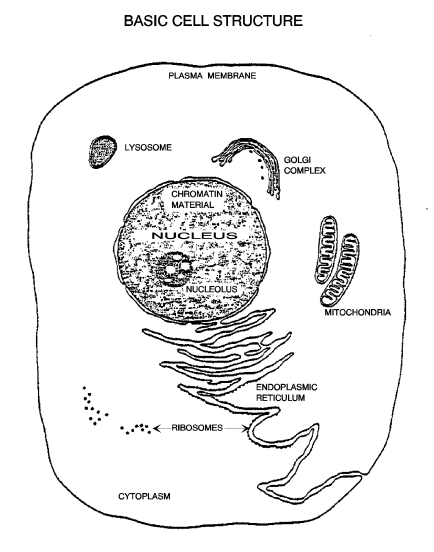 BASIC CELL STRUCTURE
PLASMA MEMBRANE
LYSOSOME
GOLGI
COMPLEX
CHROMATIN
MATERIAL
NUCLEUS
NUCLEOLUS
MITOCHONDRIA
ENDOPLASMIC
RETICULUM
RIBOSOMES
CYTOPLASM